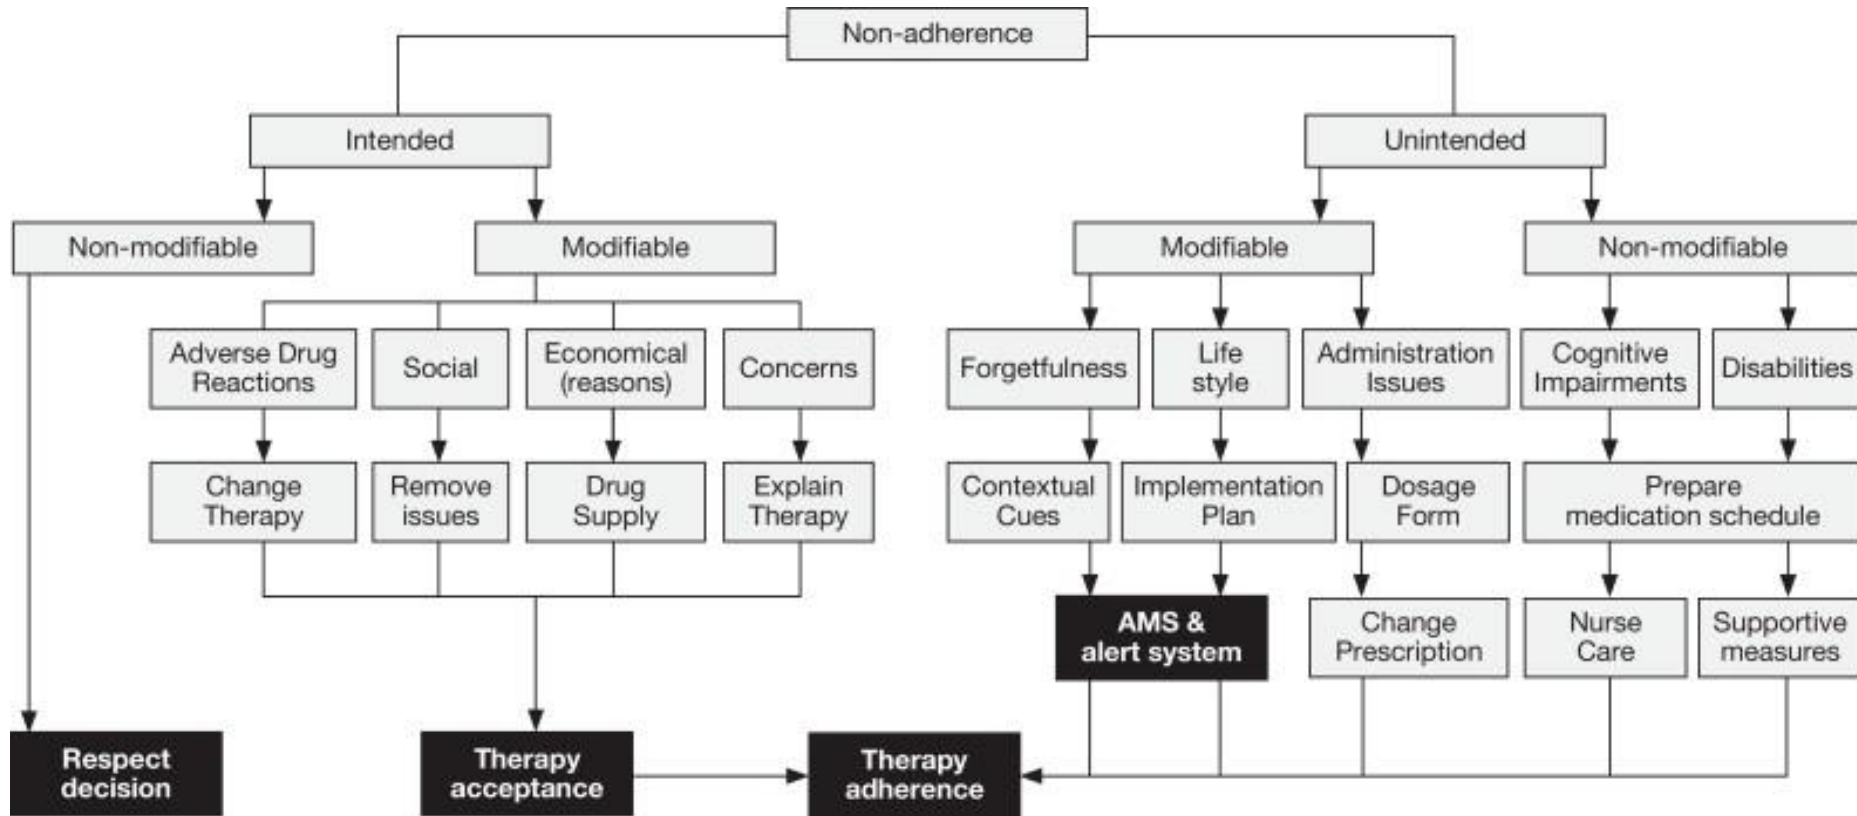 Non-adherence
Intended
Unintended
Non-modifiable
Modifiable
Modifiable
Non-modifiable
Adverse Drug
Reactions
Social
Economical
(reasons)
Concerns
Forgetfulness
Life
style
Administration
Issues
Cognitive
Impairments
Disabilities
Change
Therapy
Remove
issues
Drug
Supply
Explain
Therapy
Contextual
Cues
Implementation
Plan
Dosage
Form
Prepare
medication schedule
AMS &
alert system
Change
Prescription
Nurse
Care
Supportive
measures
Respect
decision
Therapy
acceptance
Therapy
adherence